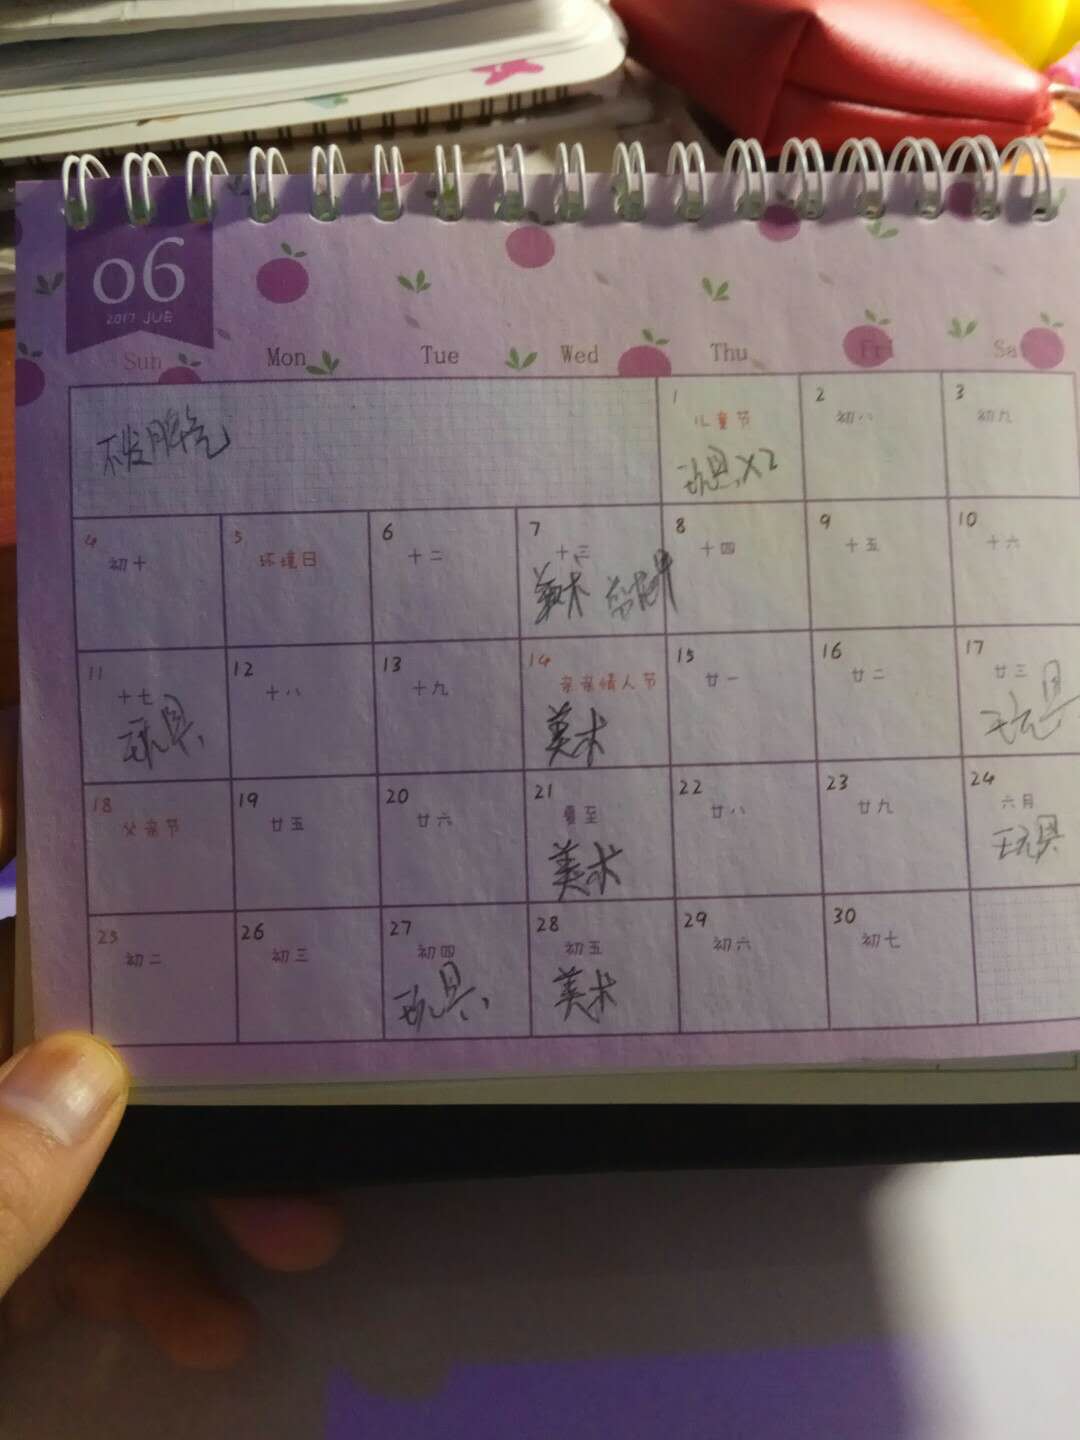 06
2017 JUE
Sun Mon Tue Wed Thu Fri Sa
不发脾气
1 2 3
儿童节 初八 初九
玩具X2
4 5 6 7 8 9 10
初十 环境日 十二 十三 十四 十五 十六
美术
11 12 13 14 15 16 17
十七 十八 十九 亲亲情人节 廿一 廿二 廿三
玩具 美术 玩具
18 19 20 21 22 23 24
父亲节 廿五 廿六 夏至 廿八 廿九 六月
美术 玩具
25 26 27 28 29 30
初二 初三 初四 初五 初六 初七
玩具 美术